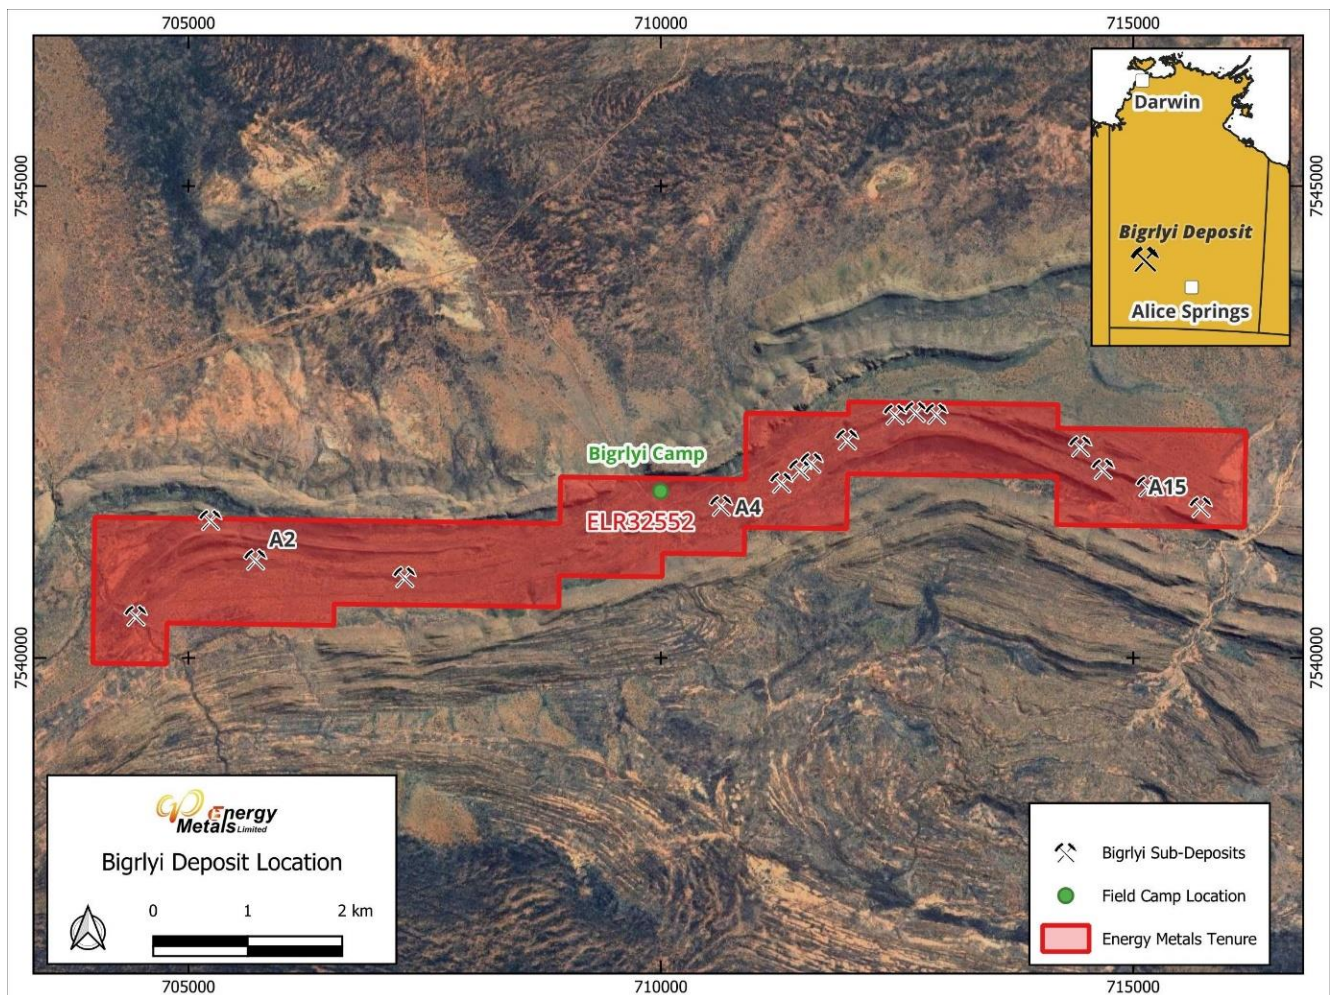 705000
710000
715000
7545000
7545000
Darwin
Bigrlyi Deposit
Alice Springs
Bigrlyi Camp
ELR32552
A4
A15
A2
7540000
7540000
Energy
Metals Limited
Bigrlyi Deposit Location
0 1 2 km
Bigrlyi Sub-Deposits
Field Camp Location
Energy Metals Tenure
705000
710000
715000